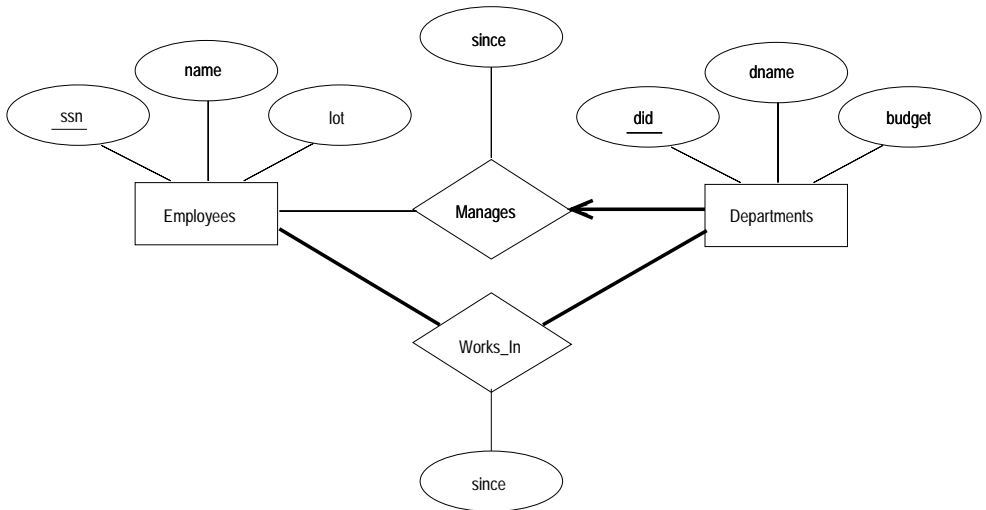 since
name
dname
ssn
lot
did
budget
Employees
Manages
Departments
Works_In
since